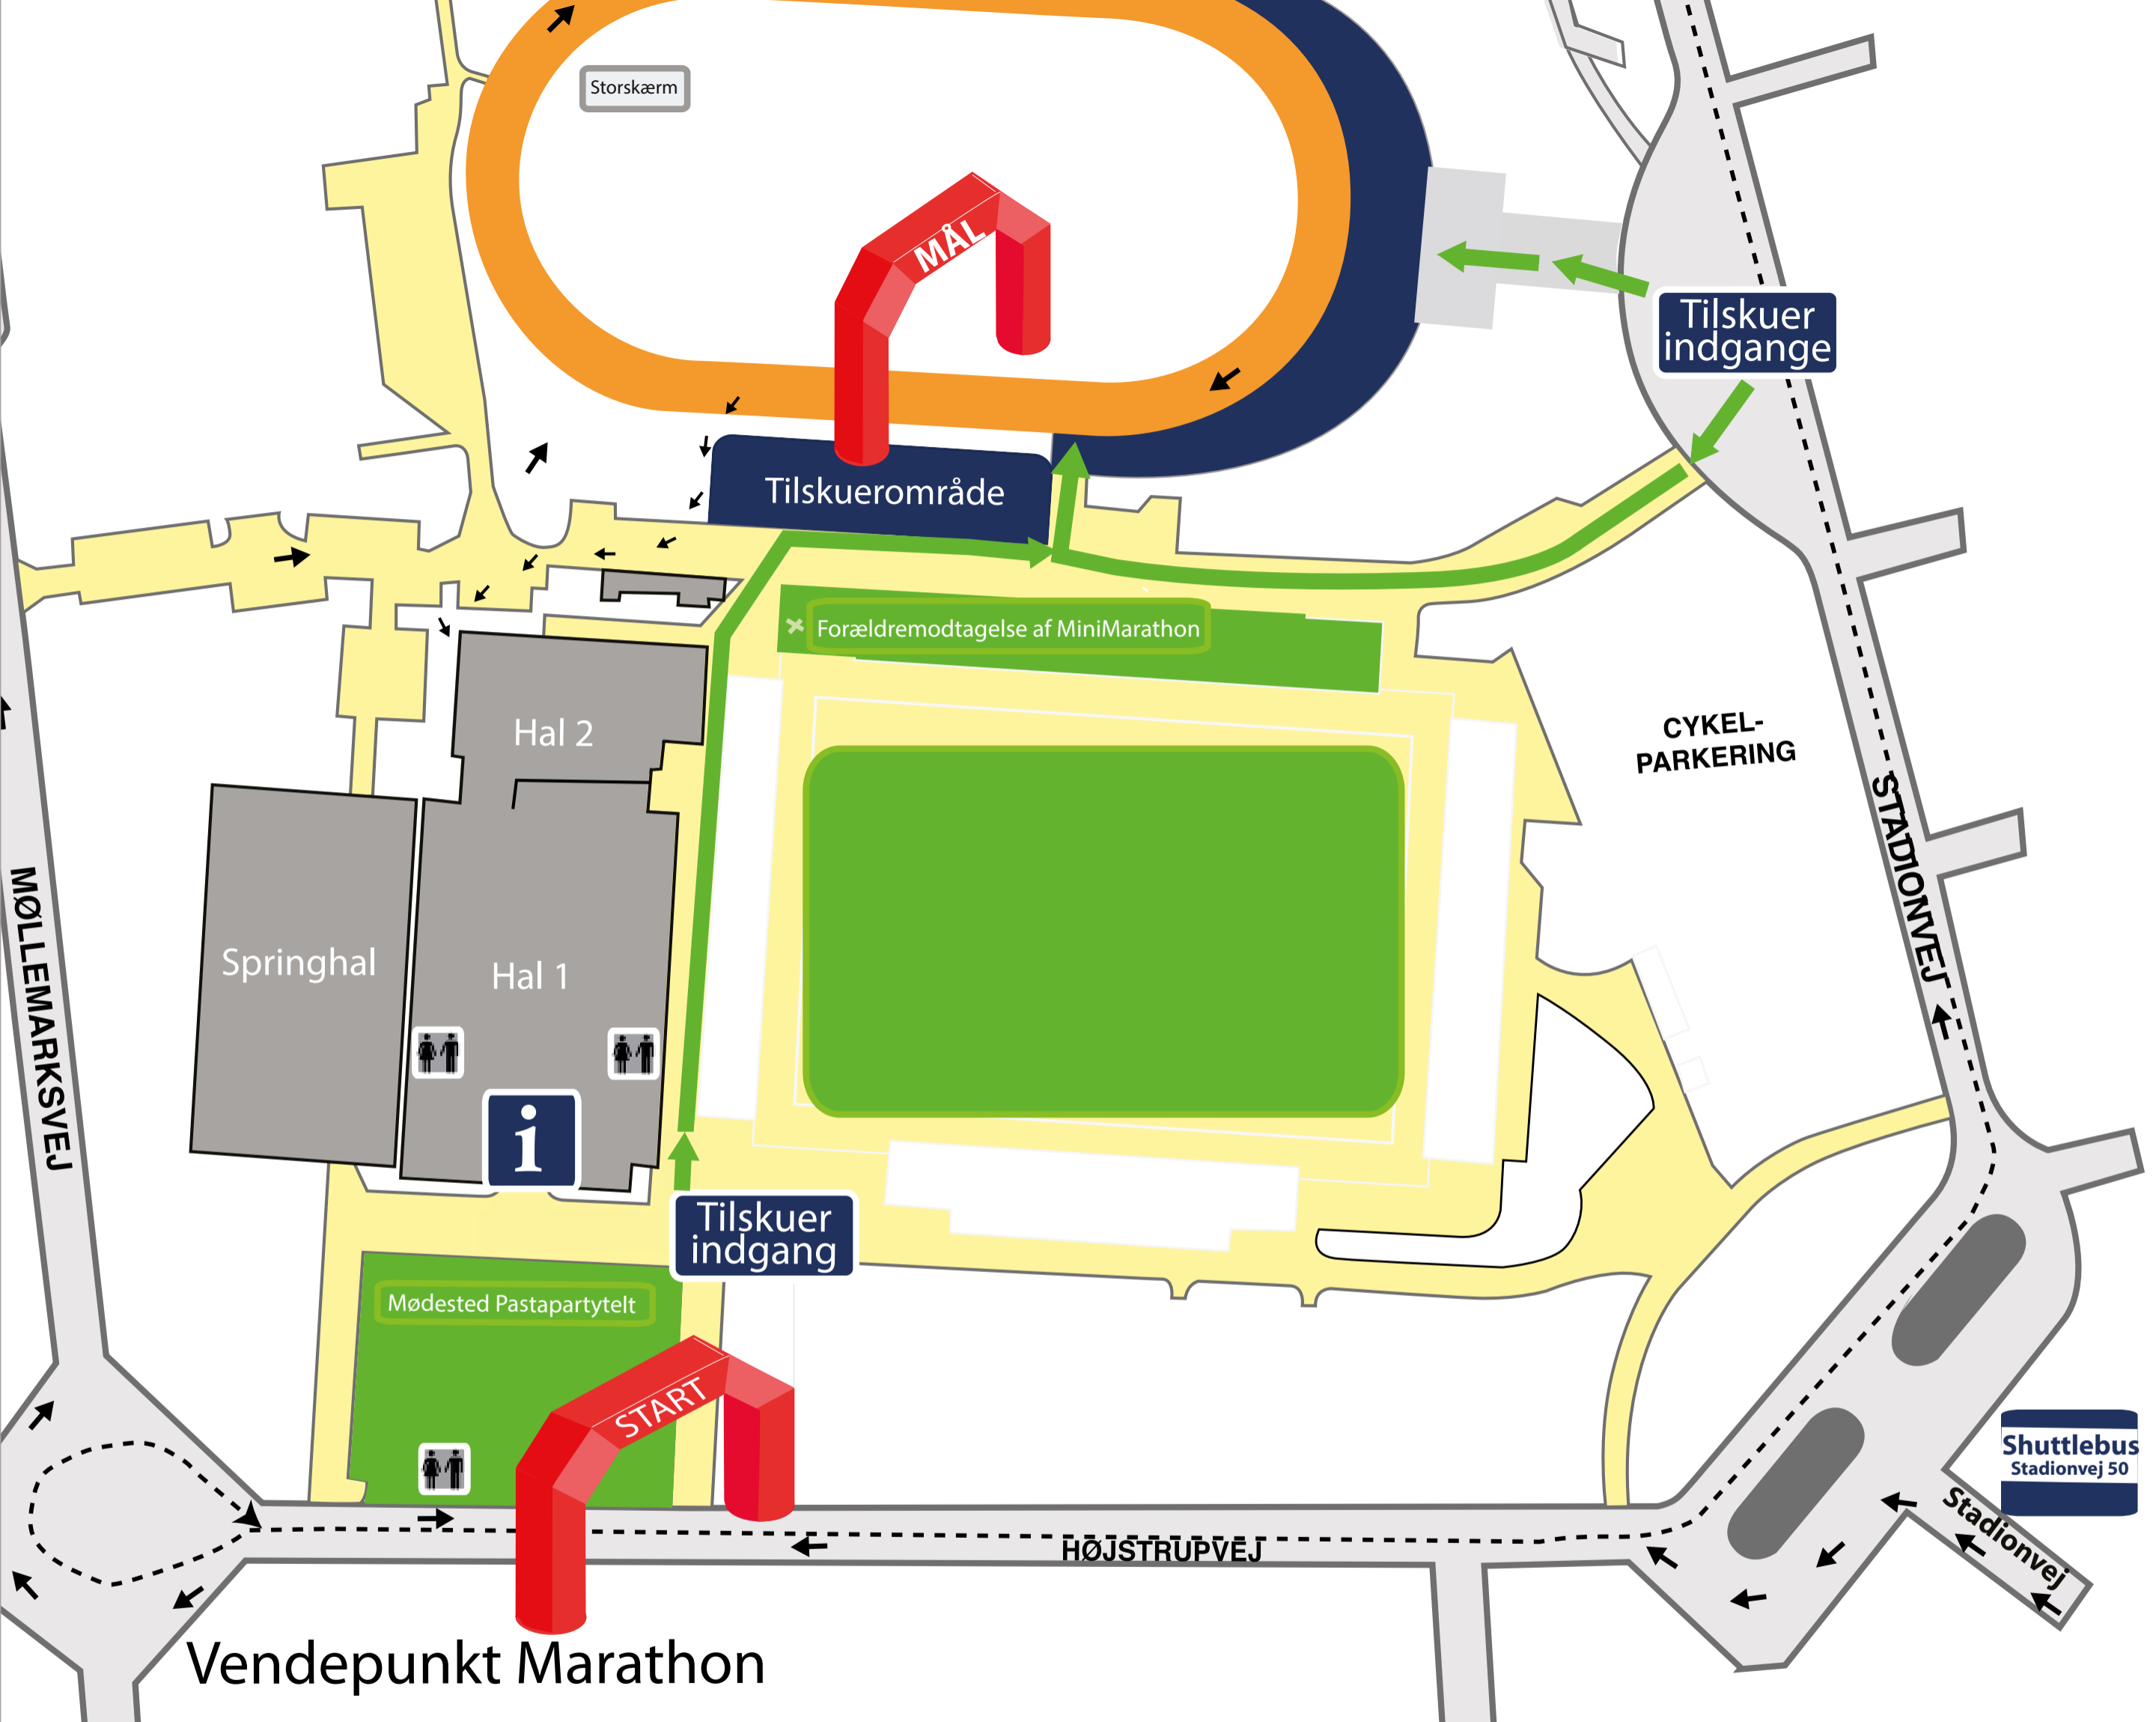 Storskærm
MÅL
Tilskuer
indgange
Tilskuerområde
Forældremodtagelse af MiniMarathon
Hal 2
CYKEL-
PARKERING
STADIONVEJ
MØLLEMARKSVEJ
Springhal
Hal 1
i
Tilskuer
indgang
Mødested Pastapartytelt
START
Shuttlebus
Stadionvej 50
Stadionvej
HØJSTRUPVEJ
Vendepunkt Marathon